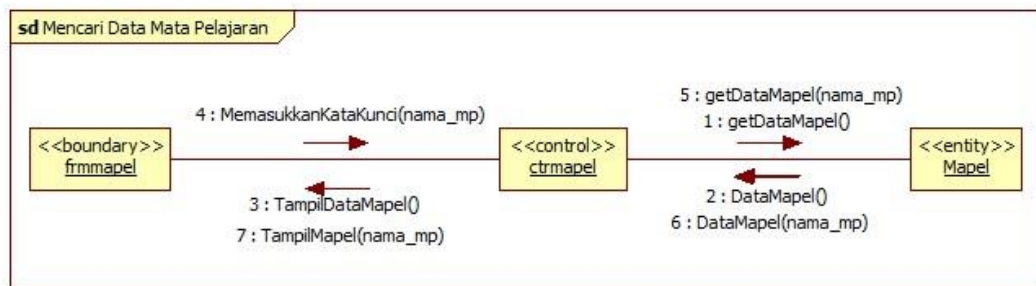 sd Mencari Data Mata Pelajaran
5 : getDataMapel(nama_mp)
4 : MemasukkanKataKunci(nama_mp)
1 : getDataMapel()
<<boundary>>
frmmapel
<<control>>
ctrmapel
<<entity>>
Mapel
3 : TampilDataMapel()
2 : DataMapel()
7 : TampilMapel(nama_mp)
6 : DataMapel(nama_mp)